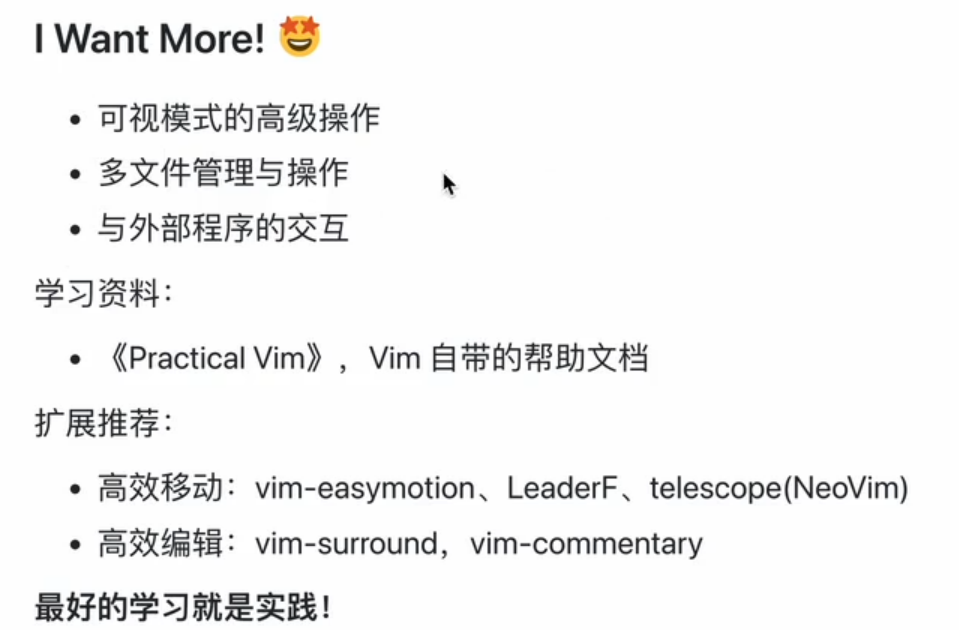 I Want More! 🤩
• 可视模式的高级操作
• 多文件管理与操作
• 与外部程序的交互
学习资料：
• 《Practical Vim》，Vim 自带的帮助文档
扩展推荐：
• 高效移动：vim-easymotion、LeaderF、telescope(NeoVim)
• 高效编辑：vim-surround，vim-commentary
最好的学习就是实践！